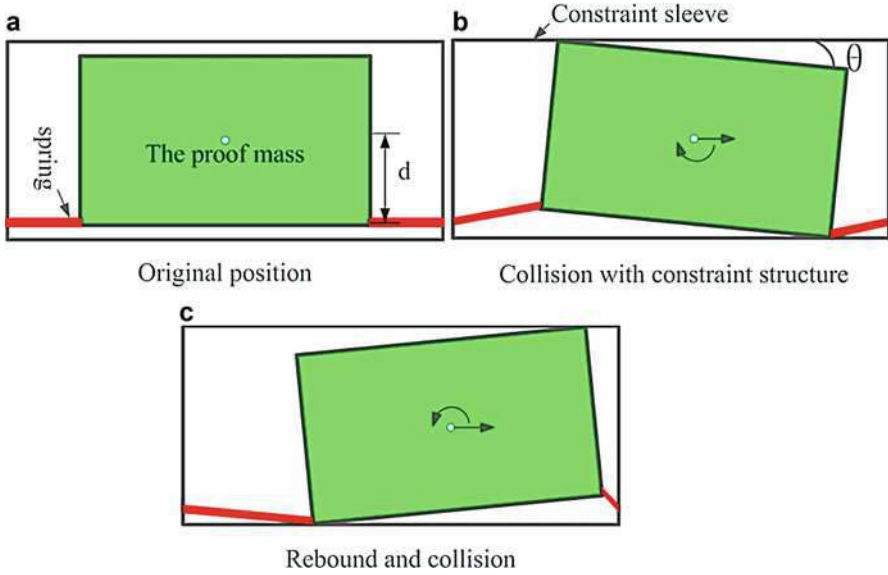 a
spring
The proof mass
d
Original position
b
Constraint sleeve
θ
Collision with constraint structure
c
Rebound and collision